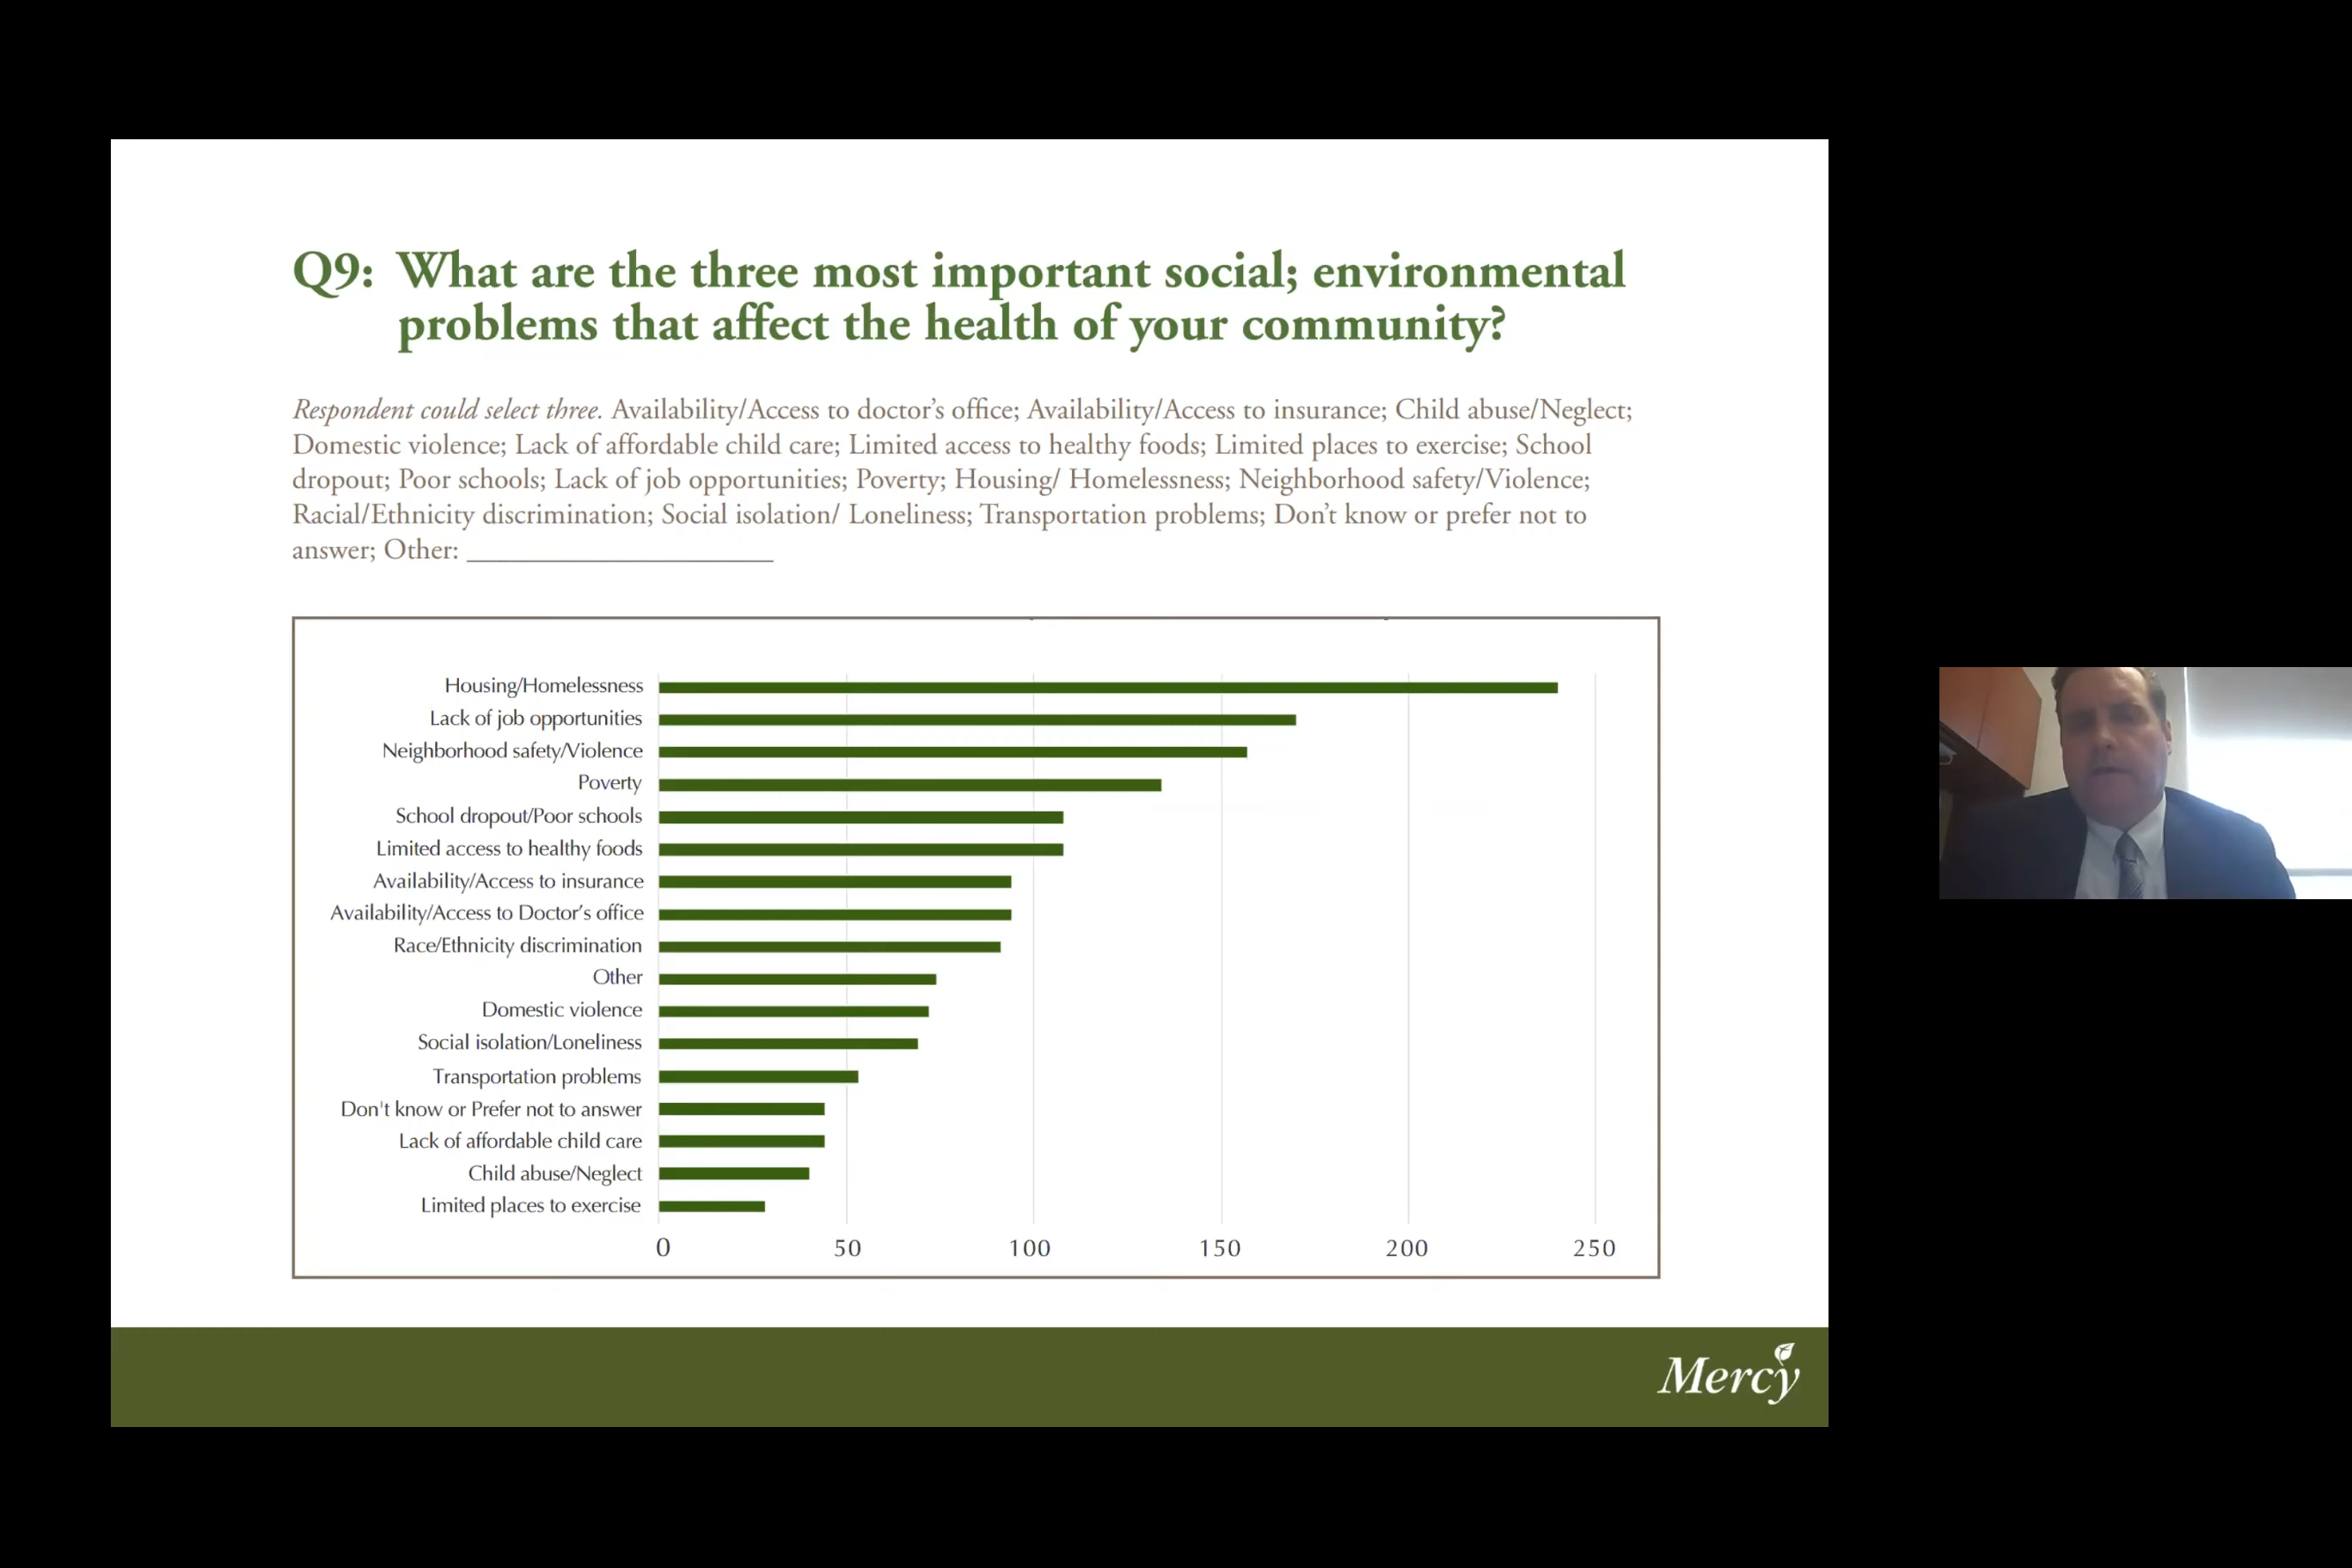 Q9: What are the three most important social; environmental
problems that affect the health of your community?
Respondent could select three. Availability/Access to doctor’s office; Availability/Access to insurance; Child abuse/Neglect;
Domestic violence; Lack of affordable child care; Limited access to healthy foods; Limited places to exercise; School
dropout; Poor schools; Lack of job opportunities; Poverty; Housing/ Homelessness; Neighborhood safety/Violence;
Racial/Ethnicity discrimination; Social isolation/ Loneliness; Transportation problems; Don’t know or prefer not to
answer; Other: ______________________
Housing/Homelessness
Lack of job opportunities
Neighborhood safety/Violence
Poverty
School dropout/Poor schools
Limited access to healthy foods
Availability/Access to insurance
Availability/Access to Doctor’s office
Race/Ethnicity discrimination
Other
Domestic violence
Social isolation/Loneliness
Transportation problems
Don't know or Prefer not to answer
Lack of affordable child care
Child abuse/Neglect
Limited places to exercise
0 50 100 150 200 250
Mercy